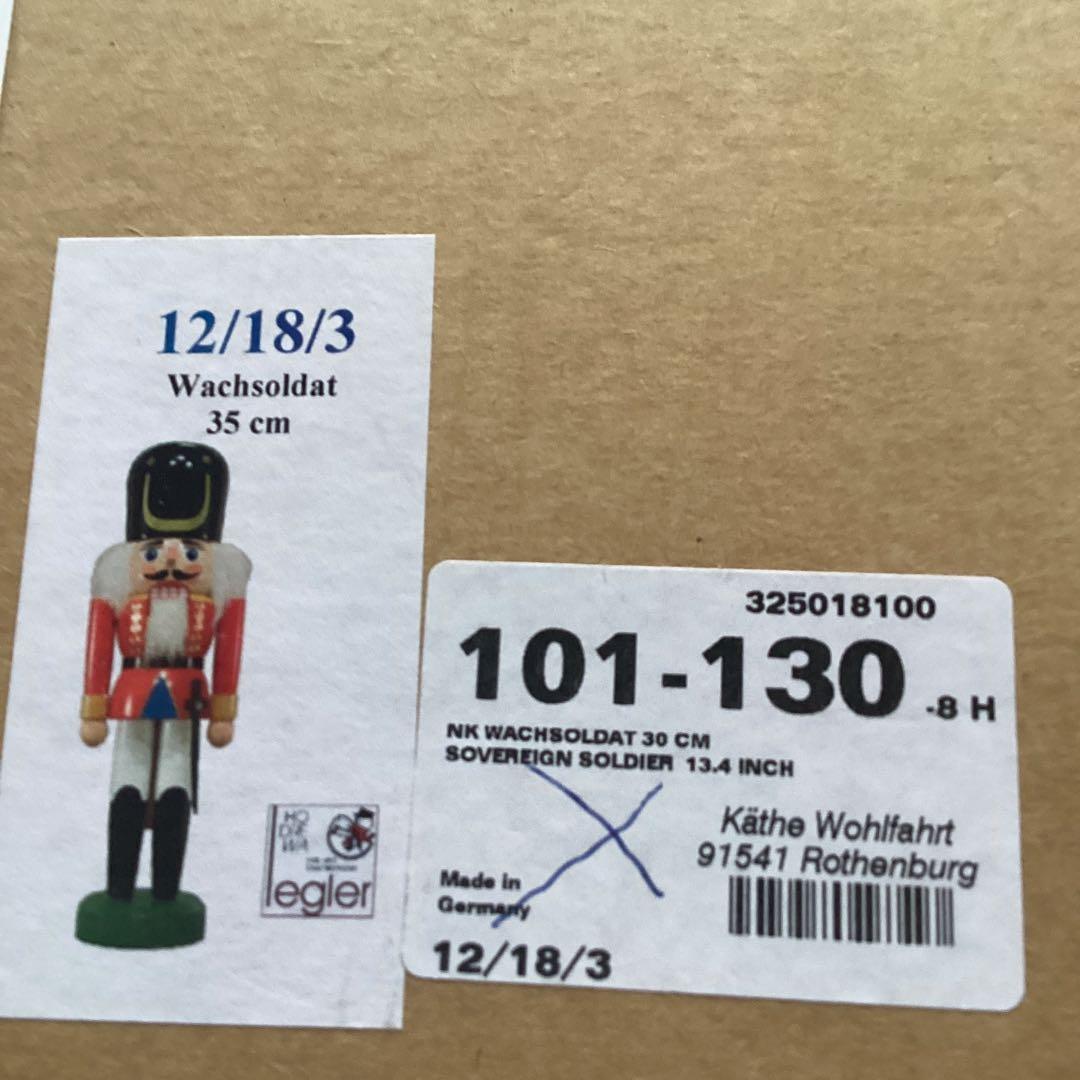 12/18/3
Wachsoldat
35 cm
legler
325018100
101-130 -8 H
NK WACHSOLDAT 30 CM
SOVEREIGN SOLDIER 13.4 INCH
Käthe Wohlfahrt
91541 Rothenburg
Made in
Germany
12/18/3